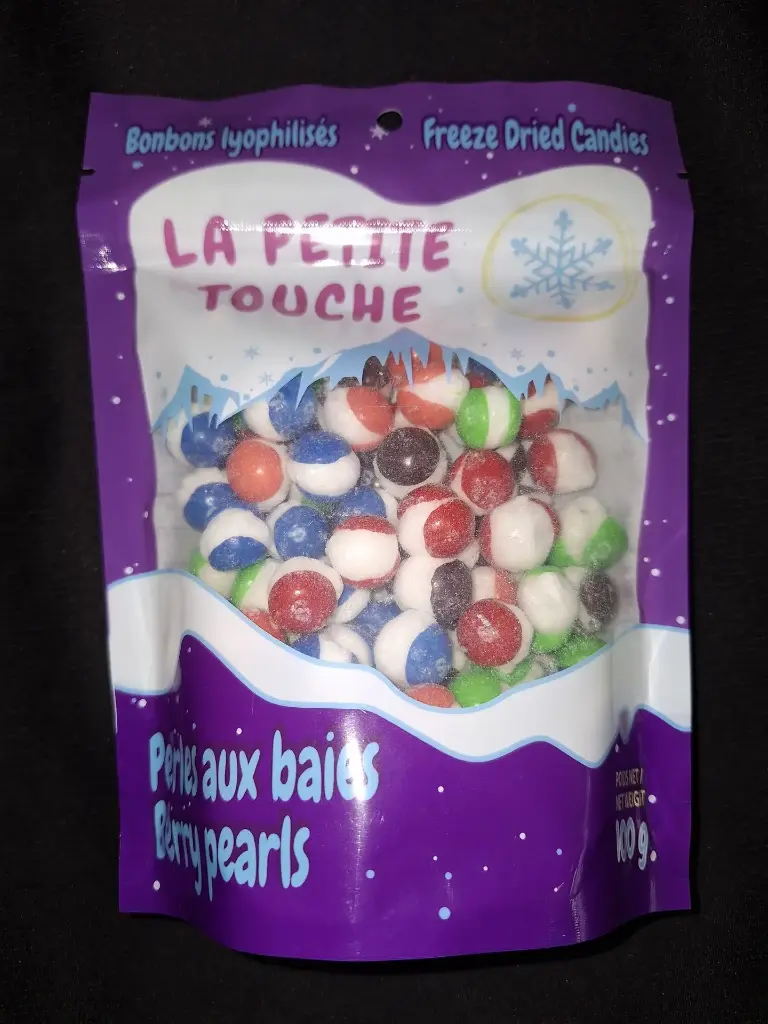 Bonbons lyophilisés
Freeze Dried Candies
LA PETITE
TOUCHE
Perles aux baies
Berry pearls
POIDS NET /
NET WEIGHT
100 g